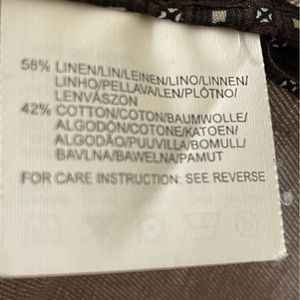 58% LINEN/LIN/LEINEN/LINO/LINNEN/
LINHO/PELLAVA/LEN/PLÓTNO/
LENVÁSZON
42% COTTON/COTON/BAUMWOLLE/
ALGODÓN/COTONE/KATOEN/
ALGODÃO/PUUVILLA/BOMULL/
BAVLNA/BAWEŁNA/PAMUT
FOR CARE INSTRUCTION: SEE REVERSE